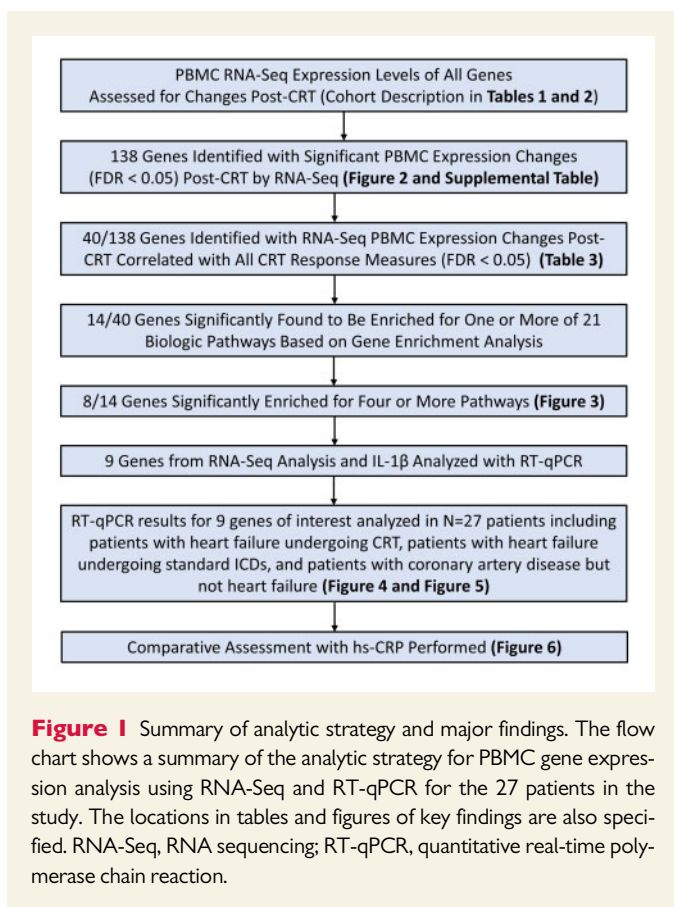 PBMC RNA-Seq Expression Levels of All Genes
Assessed for Changes Post-CRT (Cohort Description in Tables 1 and 2)
138 Genes Identified with Significant PBMC Expression Changes
(FDR < 0.05) Post-CRT by RNA-Seq (Figure 2 and Supplemental Table)
40/138 Genes Identified with RNA-Seq PBMC Expression Changes Post-
CRT Correlated with All CRT Response Measures (FDR < 0.05) (Table 3)
14/40 Genes Significantly Found to Be Enriched for One or More of 21
Biologic Pathways Based on Gene Enrichment Analysis
8/14 Genes Significantly Enriched for Four or More Pathways (Figure 3)
9 Genes from RNA-Seq Analysis and IL-1β Analyzed with RT-qPCR
RT-qPCR results for 9 genes of interest analyzed in N=27 patients including
patients with heart failure undergoing CRT, patients with heart failure
undergoing standard ICDs, and patients with coronary artery disease but
not heart failure (Figure 4 and Figure 5)
Comparative Assessment with hs-CRP Performed (Figure 6)
Figure 1 Summary of analytic strategy and major findings. The flow
chart shows a summary of the analytic strategy for PBMC gene expres-
sion analysis using RNA-Seq and RT-qPCR for the 27 patients in the
study. The locations in tables and figures of key findings are also speci-
fied. RNA-Seq, RNA sequencing; RT-qPCR, quantitative real-time poly-
merase chain reaction.